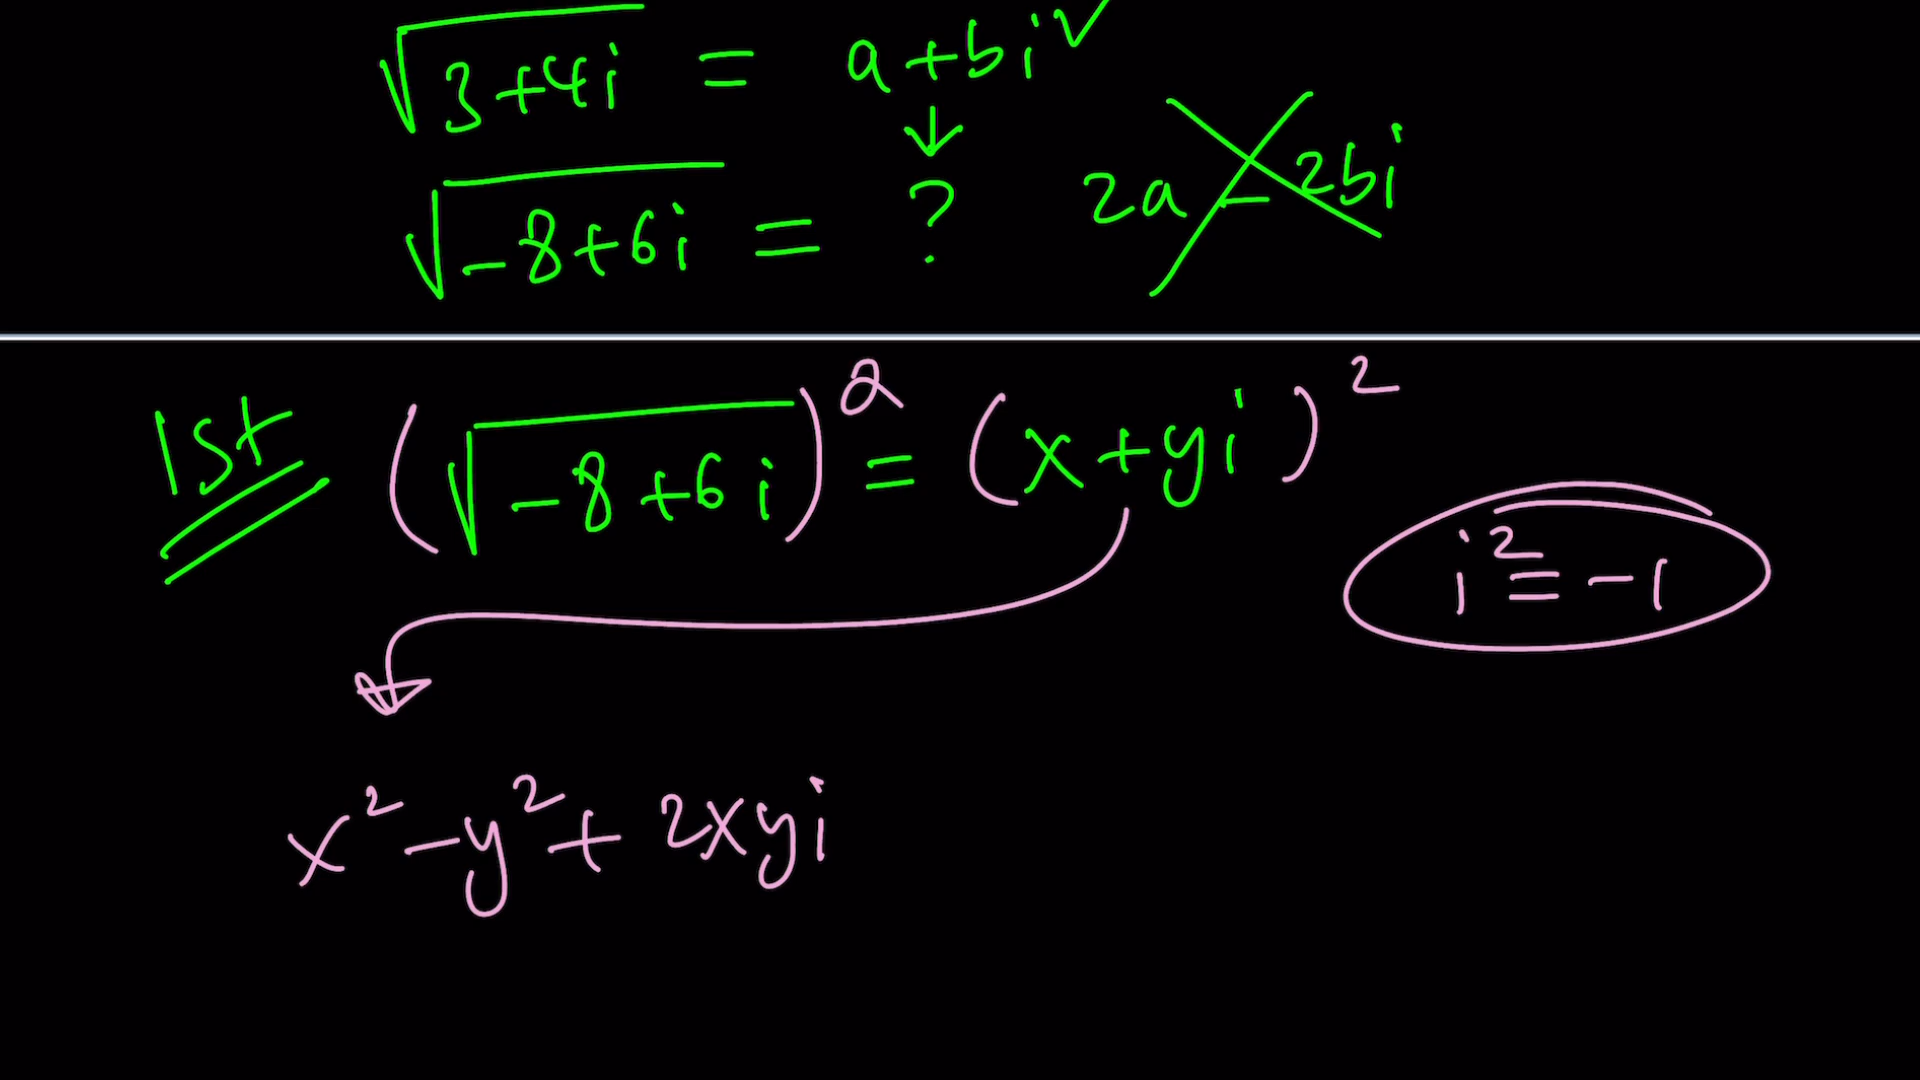 √3+4i = a+bi ✓
↓
√-8+6i = ? 2a - 2bi
1st (√-8+6i)² = (x+yi)²
i² = -1
x² - y² + 2xyi